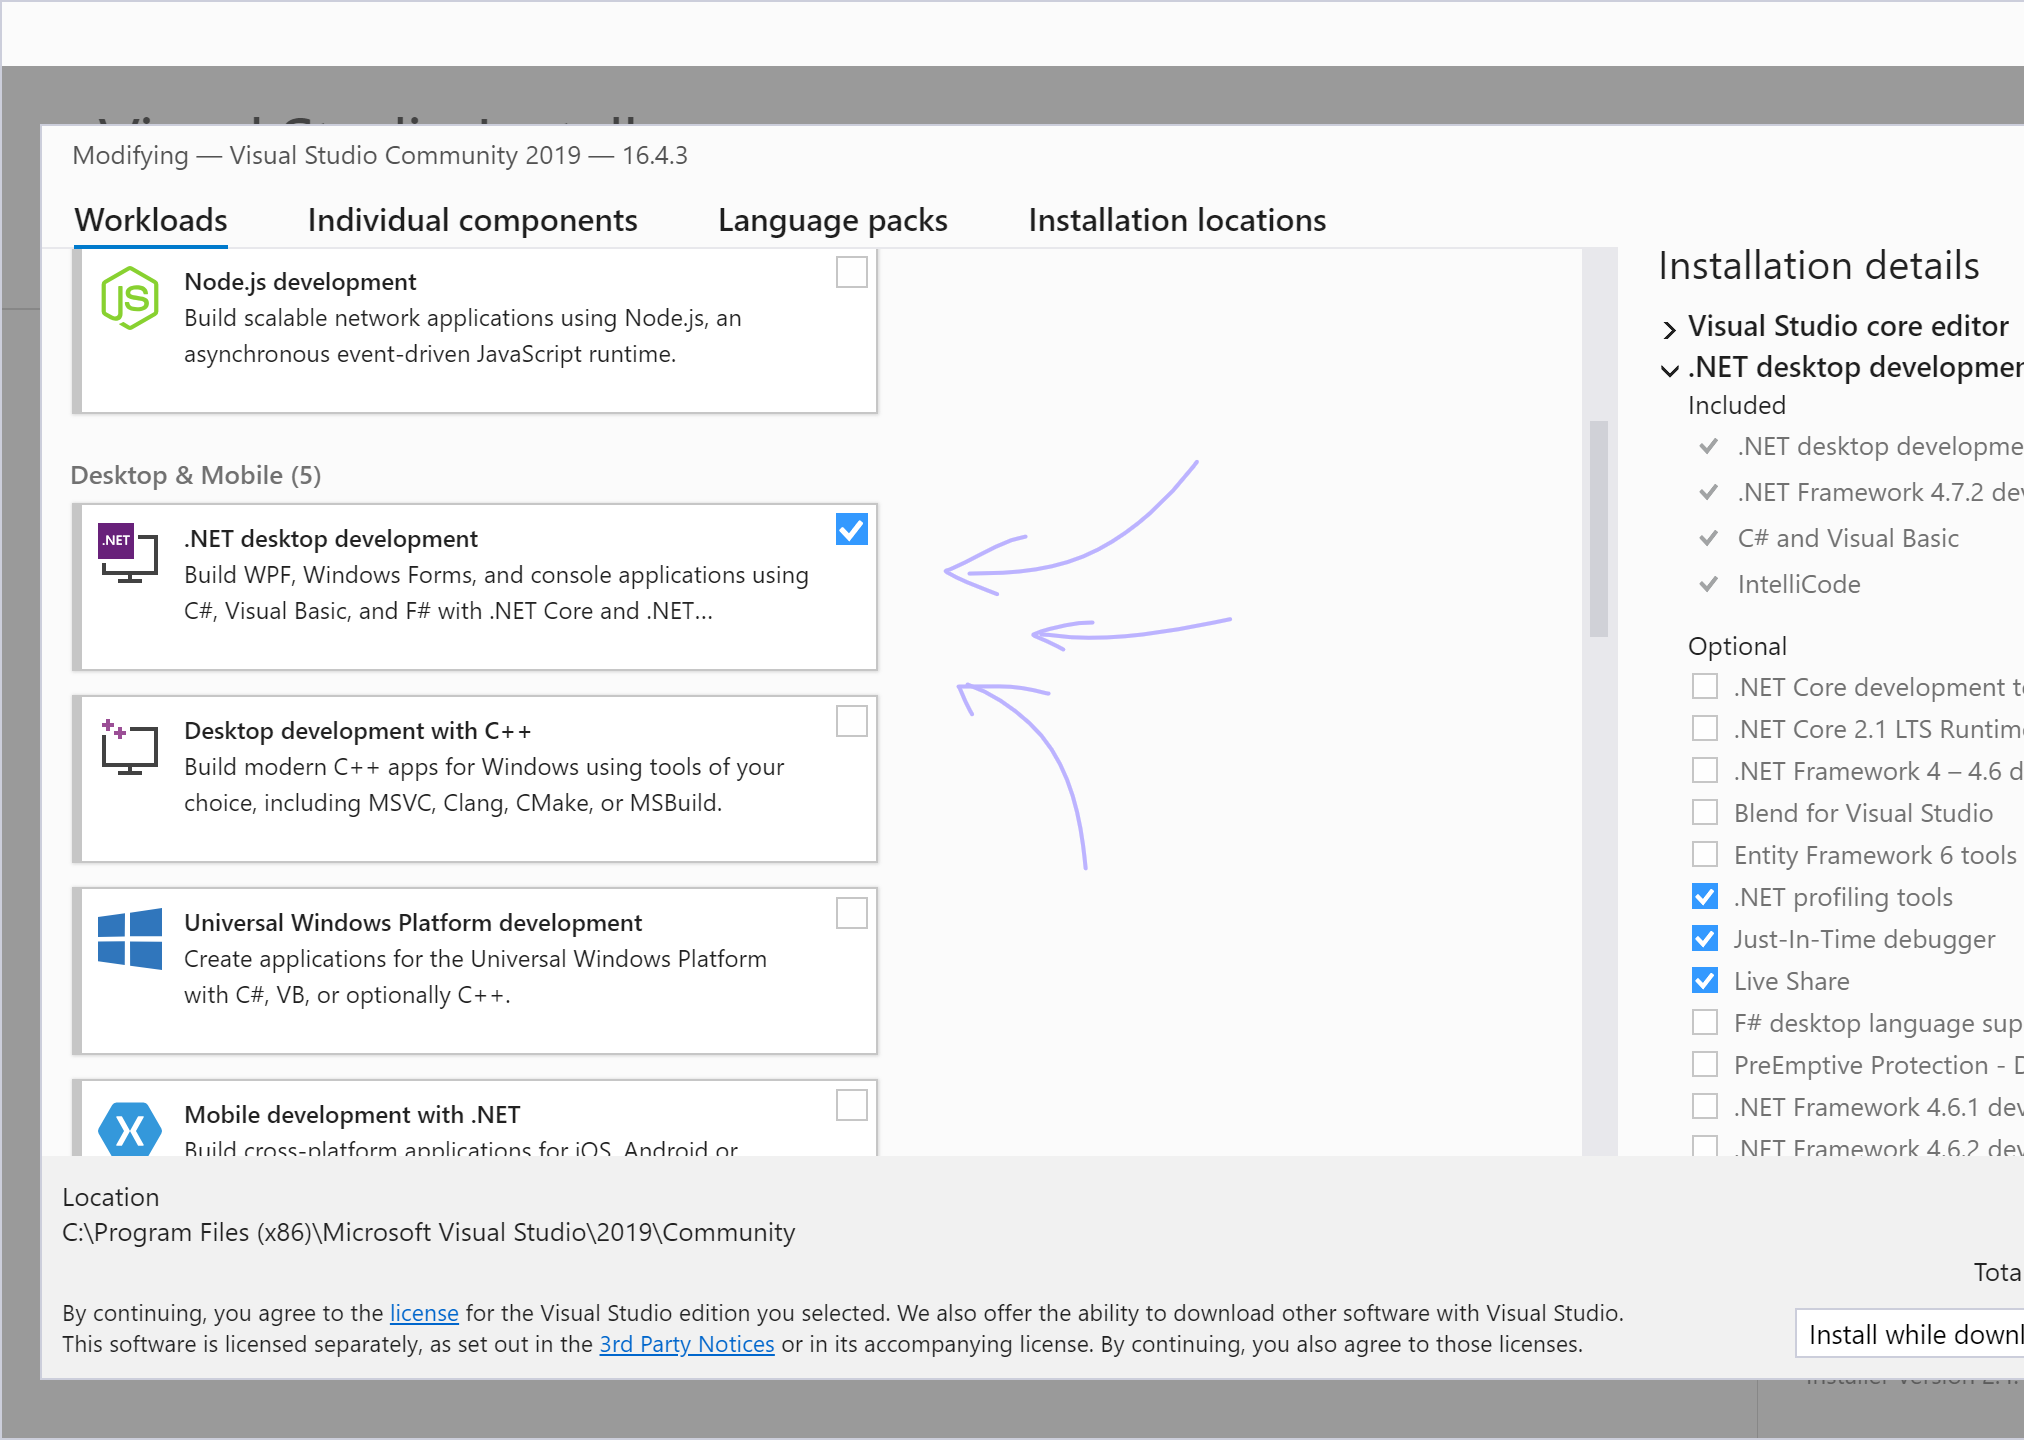 Modifying — Visual Studio Community 2019 — 16.4.3
Workloads
Individual components
Language packs
Installation locations
JS
Node.js development
Build scalable network applications using Node.js, an
asynchronous event-driven JavaScript runtime.
Desktop & Mobile (5)
.NET
.NET desktop development
Build WPF, Windows Forms, and console applications using
C#, Visual Basic, and F# with .NET Core and .NET...
Desktop development with C++
Build modern C++ apps for Windows using tools of your
choice, including MSVC, Clang, CMake, or MSBuild.
Universal Windows Platform development
Create applications for the Universal Windows Platform
with C#, VB, or optionally C++.
Mobile development with .NET
Build cross-platform applications for iOS, Android or
Installation details
Visual Studio core editor
.NET desktop developmen
Included
.NET desktop developme
.NET Framework 4.7.2 dev
C# and Visual Basic
IntelliCode
Optional
.NET Core development to
.NET Core 2.1 LTS Runtime
.NET Framework 4 – 4.6 d
Blend for Visual Studio
Entity Framework 6 tools
.NET profiling tools
Just-In-Time debugger
Live Share
F# desktop language sup
PreEmptive Protection - D
.NET Framework 4.6.1 dev
.NET Framework 4.6.2 dev
Location
C:\Program Files (x86)\Microsoft Visual Studio\2019\Community
Tota
By continuing, you agree to the license for the Visual Studio edition you selected. We also offer the ability to download other software with Visual Studio.
This software is licensed separately, as set out in the 3rd Party Notices or in its accompanying license. By continuing, you also agree to those licenses.
Install while downl